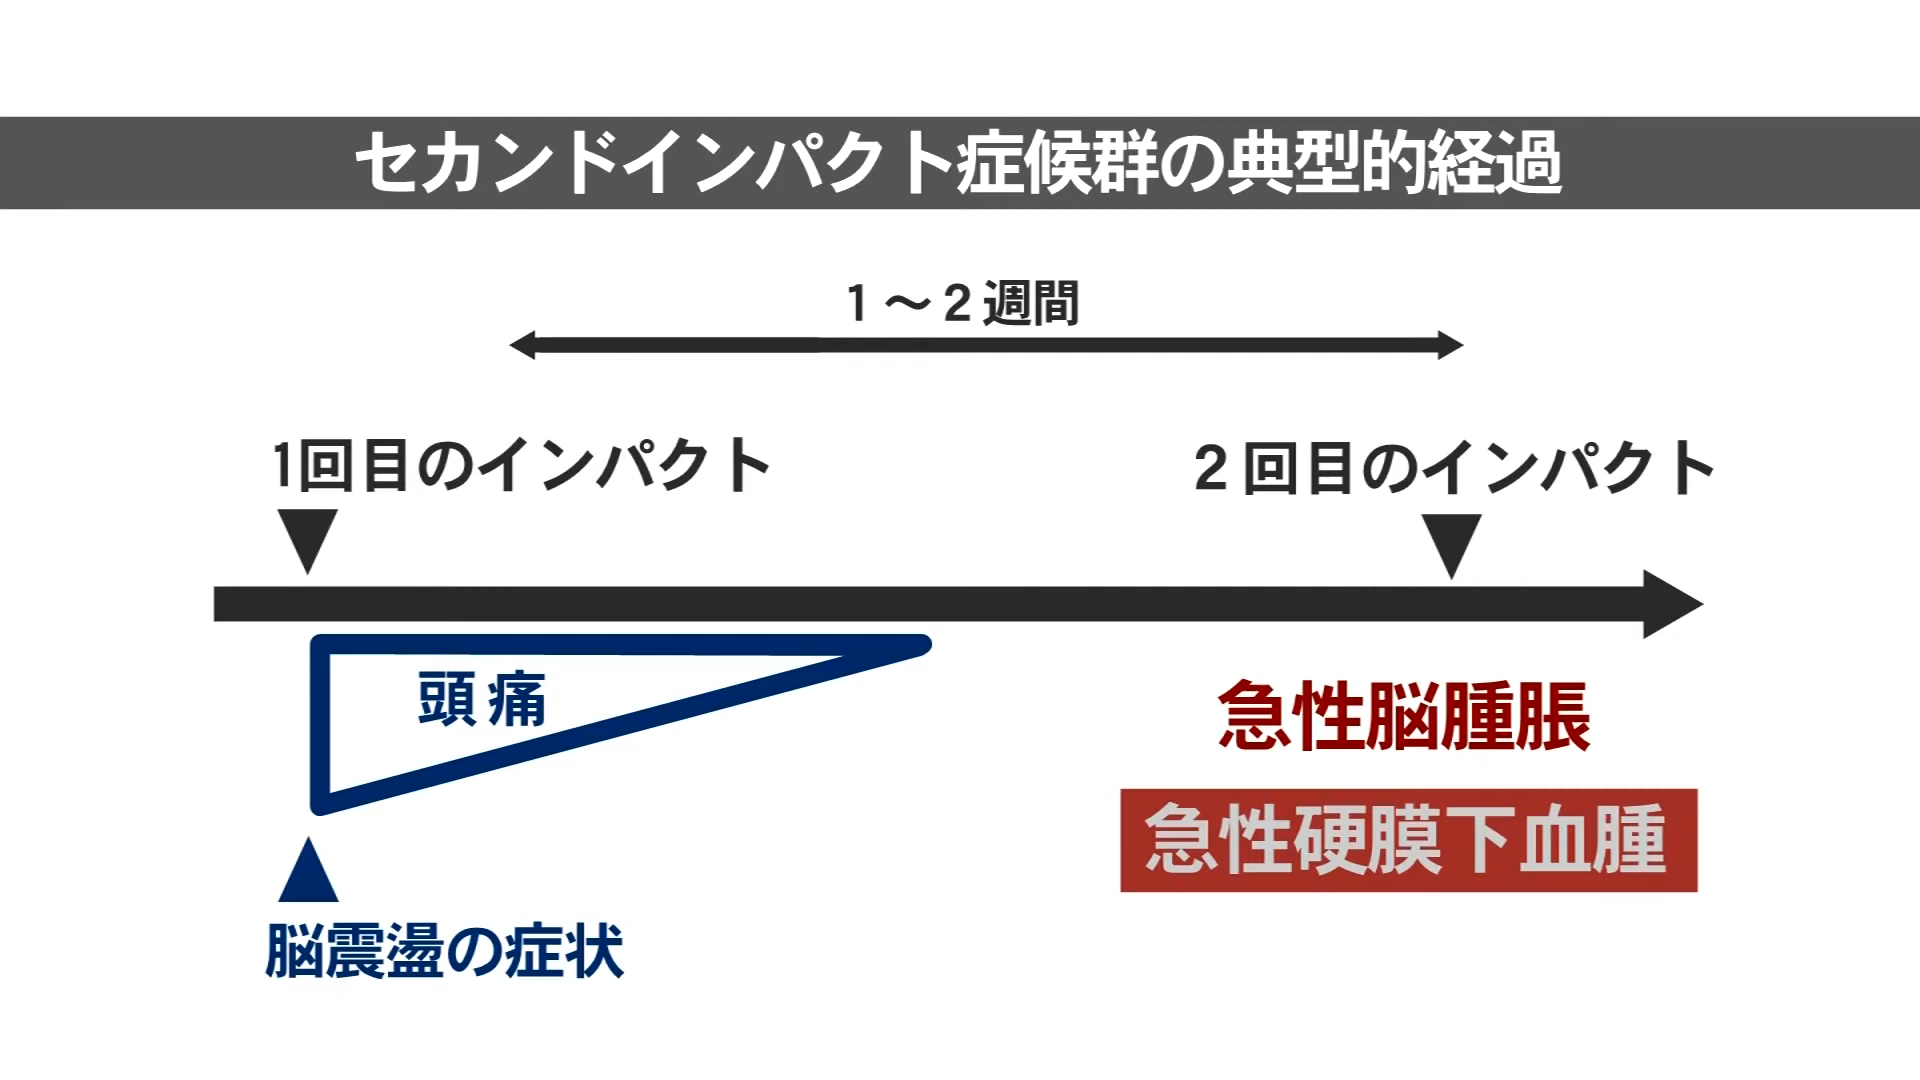 セカンドインパクト症候群の典型的経過
1～2週間
1回目のインパクト
2回目のインパクト
頭痛
急性脳腫脹
急性硬膜下血腫
脳震盪の症状